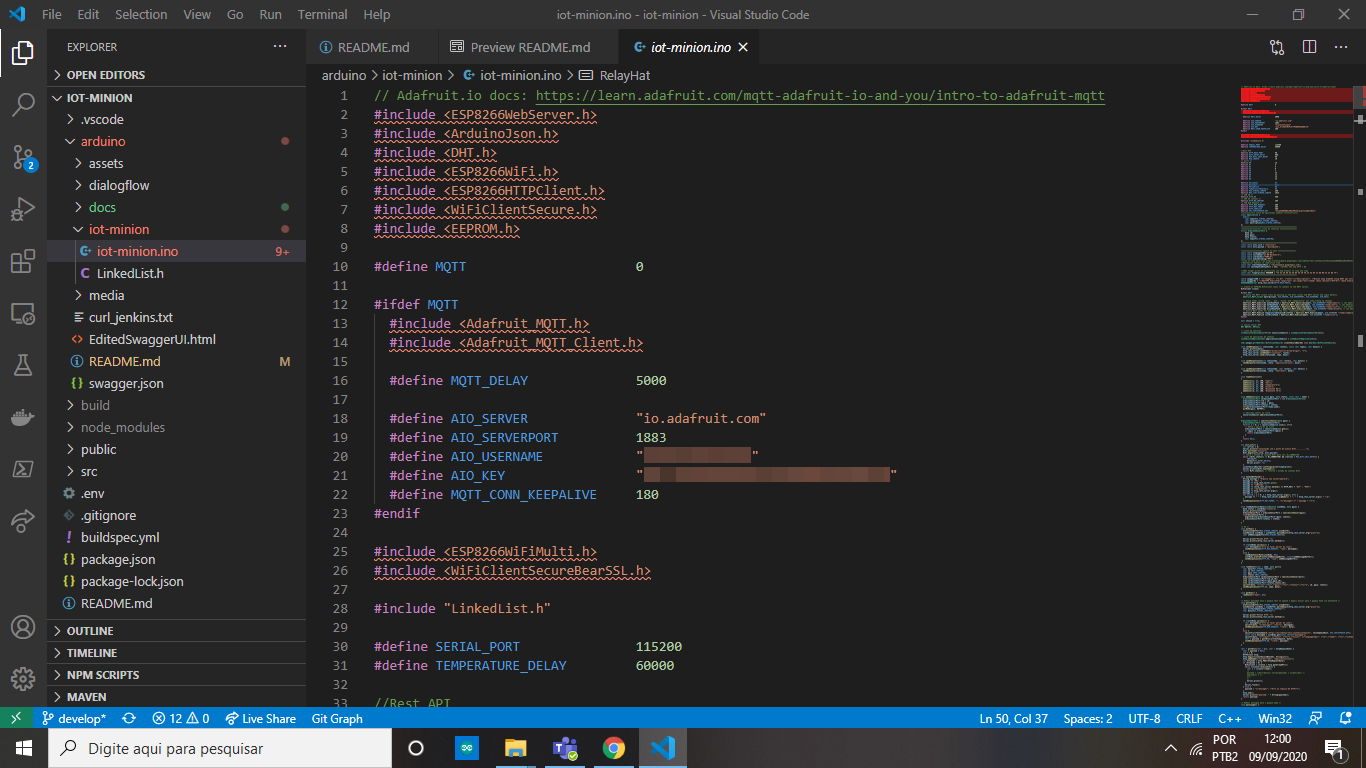 File Edit Selection View Go Run Terminal Help
iot-minion.ino - iot-minion - Visual Studio Code
EXPLORER
OPEN EDITORS
IOT-MINION
.vscode
arduino
assets
dialogflow
docs
iot-minion
iot-minion.ino 9+
LinkedList.h
media
curl_jenkins.txt
EditedSwaggerUI.html
README.md M
swagger.json
build
node_modules
public
src
.env
.gitignore
buildspec.yml
package.json
package-lock.json
README.md
OUTLINE
TIMELINE
NPM SCRIPTS
MAVEN
2
README.md Preview README.md iot-minion.ino
arduino > iot-minion > iot-minion.ino > RelayHat
1 // Adafruit.io docs: https://learn.adafruit.com/mqtt-adafruit-io-and-you/intro-to-adafruit-mqtt
2 #include <ESP8266WebServer.h>
3 #include <ArduinoJson.h>
4 #include <DHT.h>
5 #include <ESP8266WiFi.h>
6 #include <ESP8266HTTPClient.h>
7 #include <WiFiClientSecure.h>
8 #include <EEPROM.h>
9
10 #define MQTT 0
11
12 #ifdef MQTT
13 #include <Adafruit_MQTT.h>
14 #include <Adafruit_MQTT_Client.h>
15
16 #define MQTT_DELAY 5000
17
18 #define AIO_SERVER "io.adafruit.com"
19 #define AIO_SERVERPORT 1883
20 #define AIO_USERNAME " "
21 #define AIO_KEY " "
22 #define MQTT_CONN_KEEPALIVE 180
23 #endif
24
25 #include <ESP8266WiFiMulti.h>
26 #include <WiFiClientSecureBearSSL.h>
27
28 #include "LinkedList.h"
29
30 #define SERIAL_PORT 115200
31 #define TEMPERATURE_DELAY 60000
32
33 //Rest API
develop* 12 0 Live Share Git Graph
Ln 50, Col 37 Spaces: 2 UTF-8 CRLF C++ Win32
Digite aqui para pesquisar
POR
PTB2
12:00
09/09/2020
1